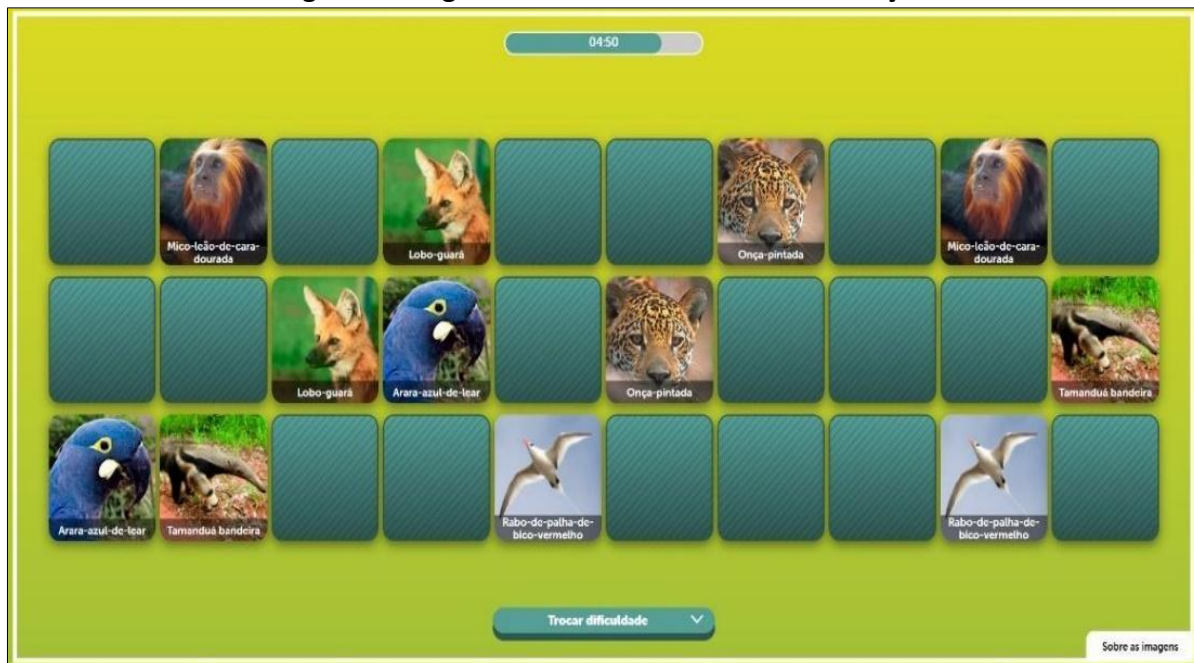 04:50
Mico-leão-de-cara-
dourada
Lobo-guará
Onça-pintada
Mico-leão-de-cara-
dourada
Lobo-guará
Arara-azul-de-lear
Onça-pintada
Tamanduá bandeira
Arara-azul-de-lear
Tamanduá bandeira
Rabo-de-palha-de-
bico-vermelho
Rabo-de-palha-de-
bico-vermelho
Trocar dificuldade
Sobre as imagens